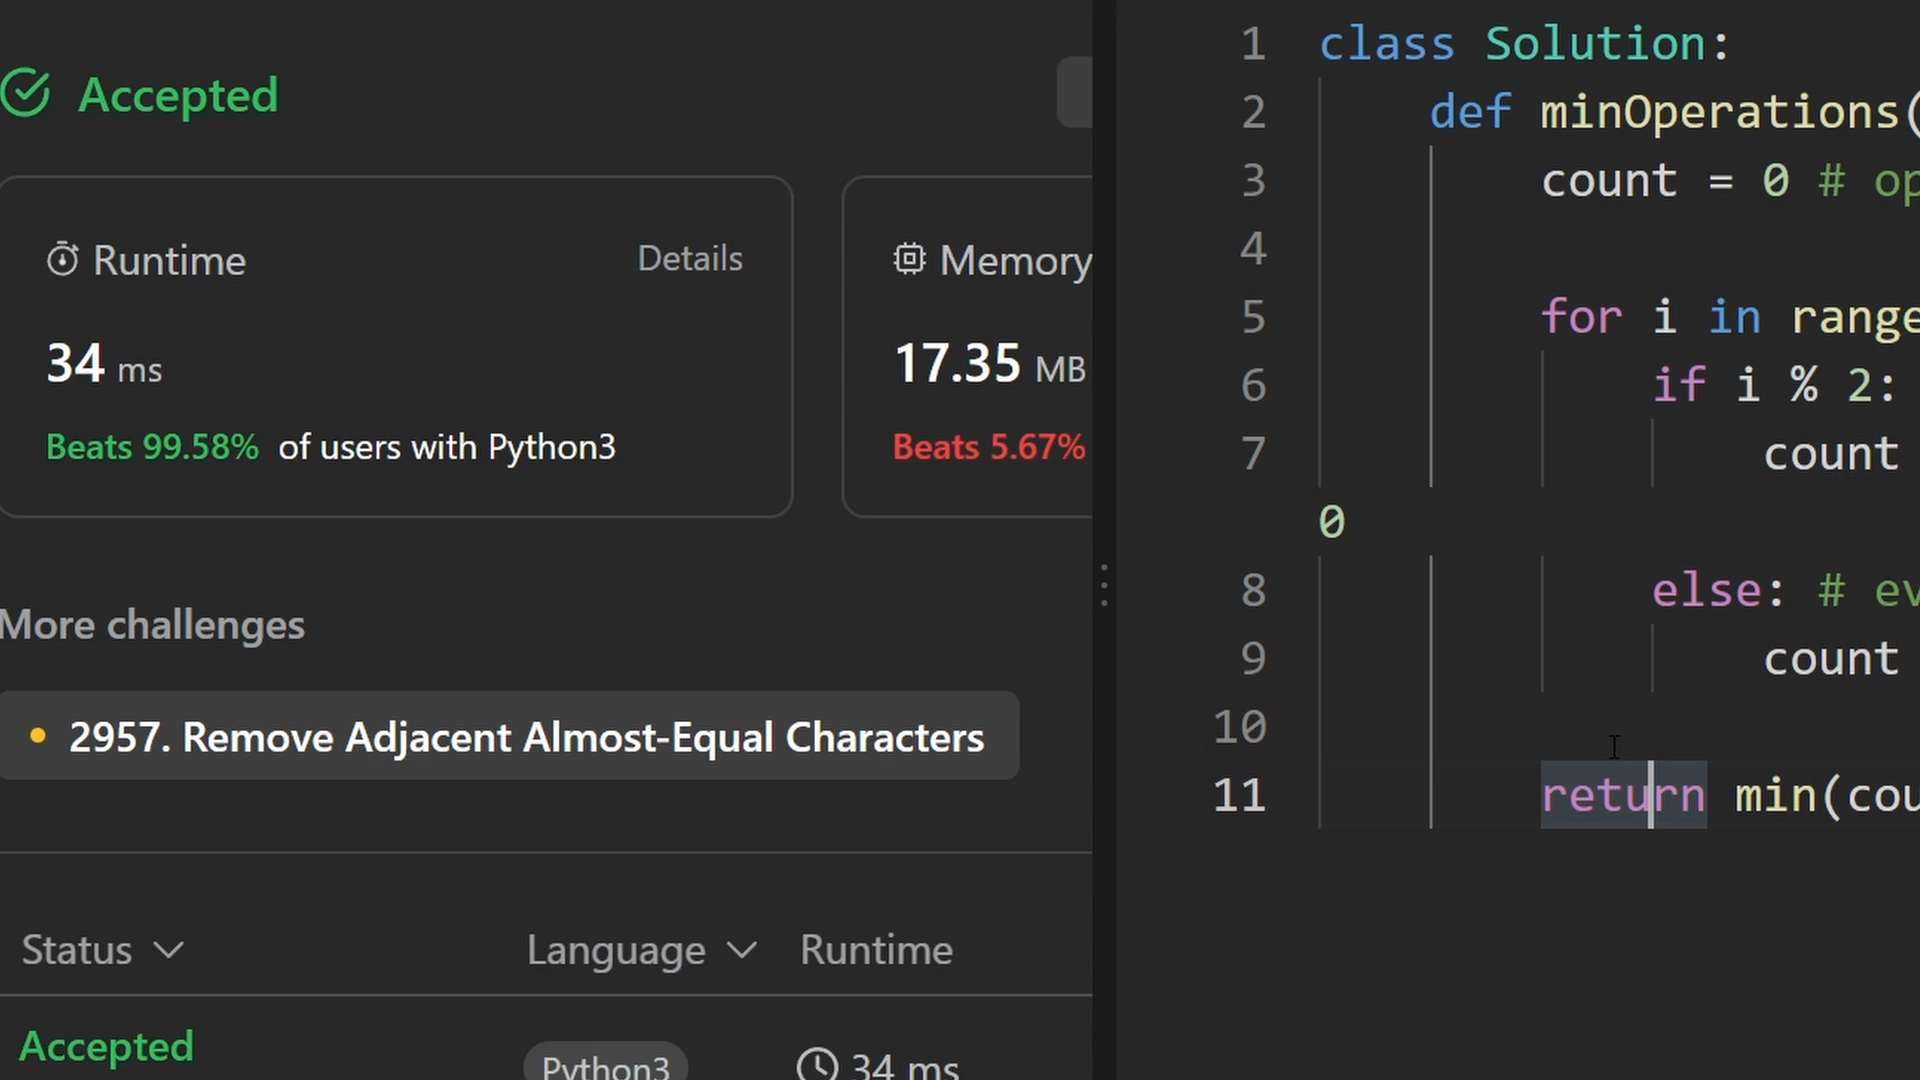 Accepted
Runtime
Details
34 ms
Beats 99.58% of users with Python3
Memory
17.35 MB
Beats 5.67%
More challenges
2957. Remove Adjacent Almost-Equal Characters
Status
Language
Runtime
Accepted
Python3
34 ms
1 class Solution:
2 def minOperations(
3 count = 0 # op
4
5 for i in range
6 if i % 2:
7 count
0
8 else: # ev
9 count
10
11 return min(cou